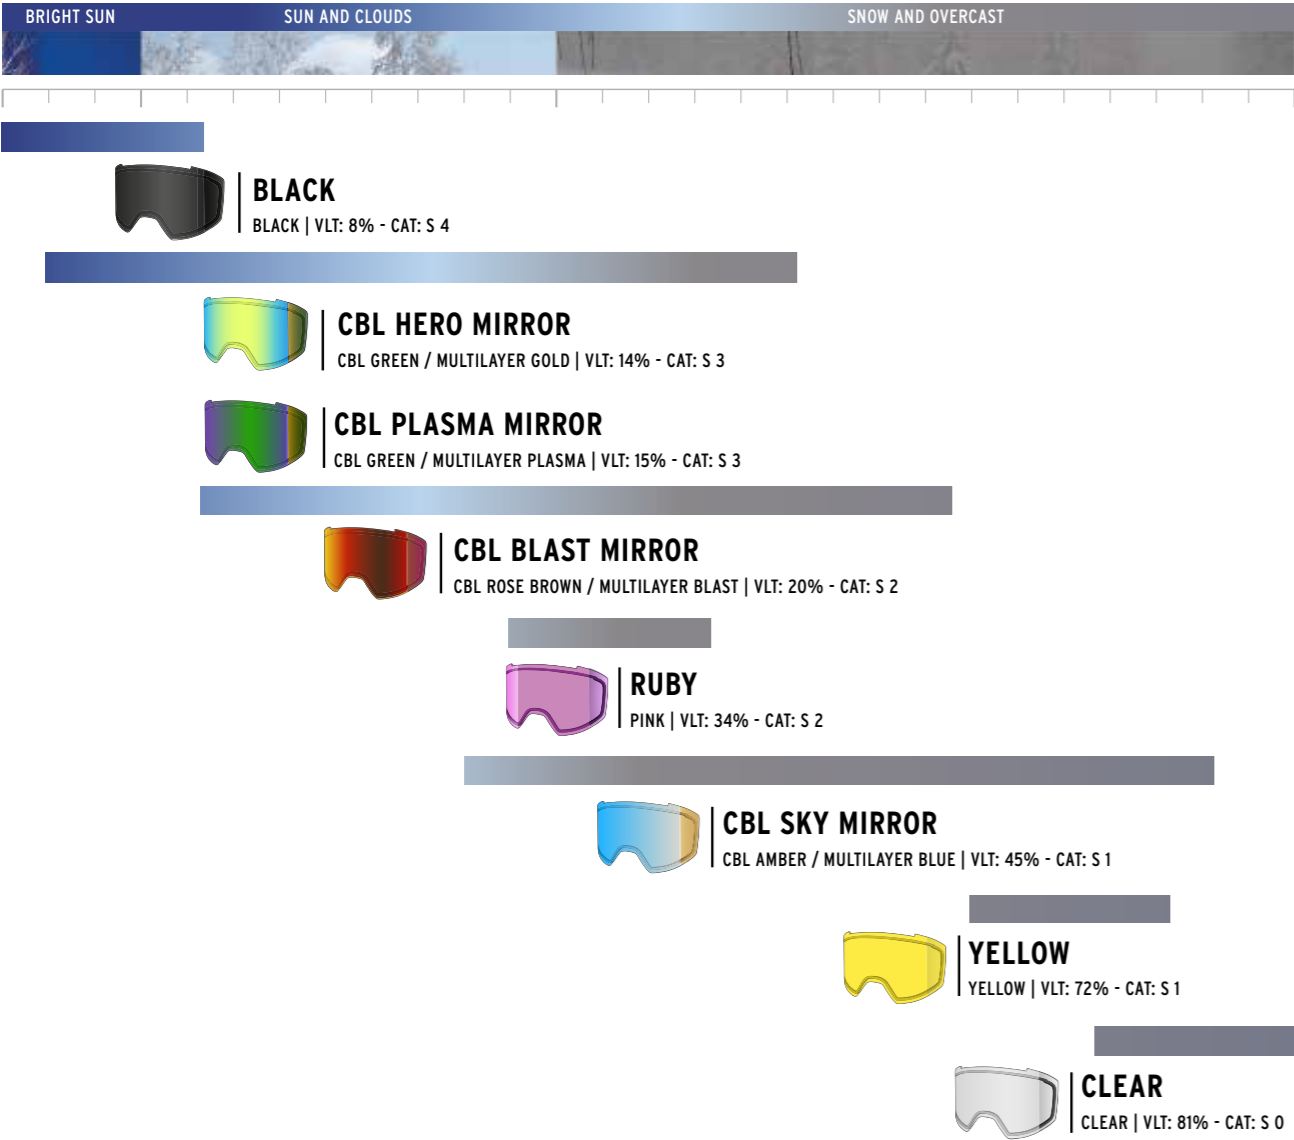 BRIGHT SUN
SUN AND CLOUDS
SNOW AND OVERCAST
BLACK
BLACK | VLT: 8% - CAT: S 4
CBL HERO MIRROR
CBL GREEN / MULTILAYER GOLD | VLT: 14% - CAT: S 3
CBL PLASMA MIRROR
CBL GREEN / MULTILAYER PLASMA | VLT: 15% - CAT: S 3
CBL BLAST MIRROR
CBL ROSE BROWN / MULTILAYER BLAST | VLT: 20% - CAT: S 2
RUBY
PINK | VLT: 34% - CAT: S 2
CBL SKY MIRROR
CBL AMBER / MULTILAYER BLUE | VLT: 45% - CAT: S 1
YELLOW
YELLOW | VLT: 72% - CAT: S 1
CLEAR
CLEAR | VLT: 81% - CAT: S 0